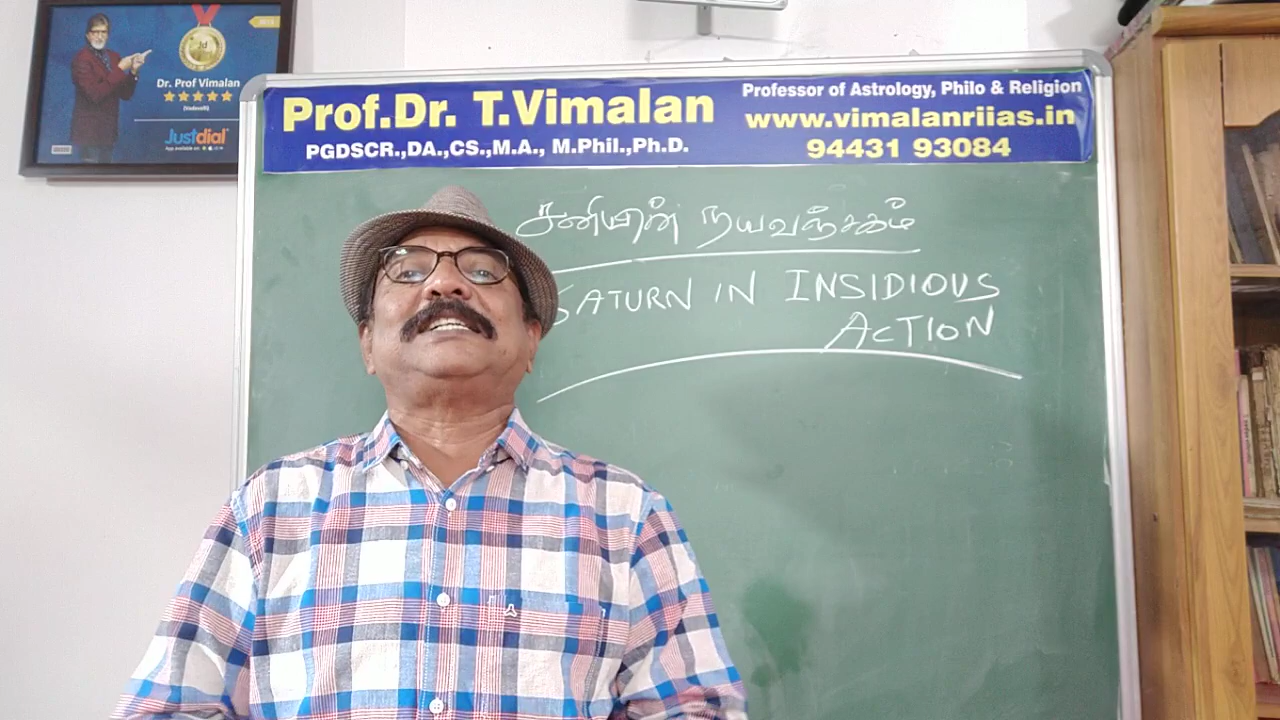 Dr. Prof Vimalan
Justdial
Prof.Dr. T.Vimalan
PGDSCR.,DA.,CS.,M.A., M.Phil.,Ph.D.
Professor of Astrology, Philo & Religion
www.vimalanriias.in
94431 93084
சனியின் நயவஞ்சகம்
SATURN IN INSIDIOUS
ACTION